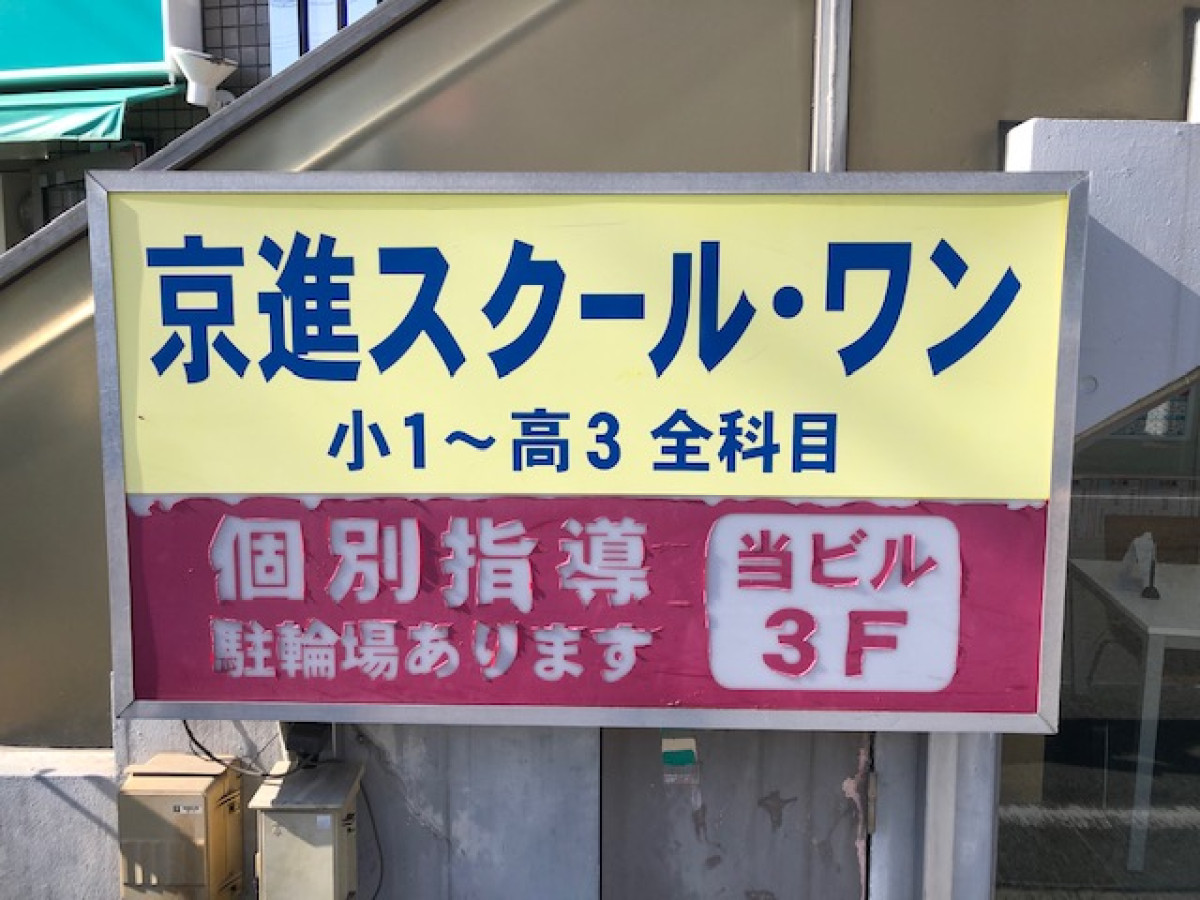 京進スクール・ワン
小1〜高3 全科目
個別指導
駐輪場あります
当ビル
3F